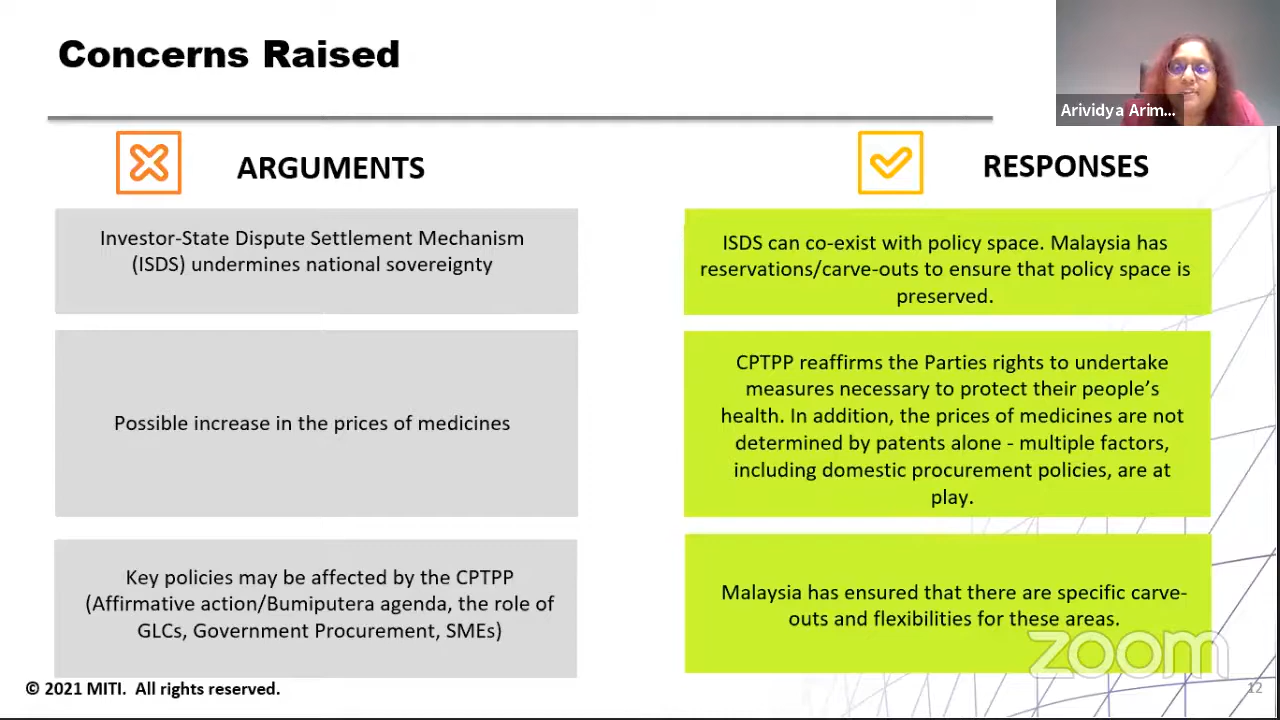 Concerns Raised
Arividya Arim...
ARGUMENTS
RESPONSES
Investor-State Dispute Settlement Mechanism
(ISDS) undermines national sovereignty
ISDS can co-exist with policy space. Malaysia has
reservations/carve-outs to ensure that policy space is
preserved.
Possible increase in the prices of medicines
CPTPP reaffirms the Parties rights to undertake
measures necessary to protect their people’s
health. In addition, the prices of medicines are not
determined by patents alone - multiple factors,
including domestic procurement policies, are at
play.
Key policies may be affected by the CPTPP
(Affirmative action/Bumiputera agenda, the role of
GLCs, Government Procurement, SMEs)
Malaysia has ensured that there are specific carve-
outs and flexibilities for these areas.
zoom
© 2021 MITI. All rights reserved.
12